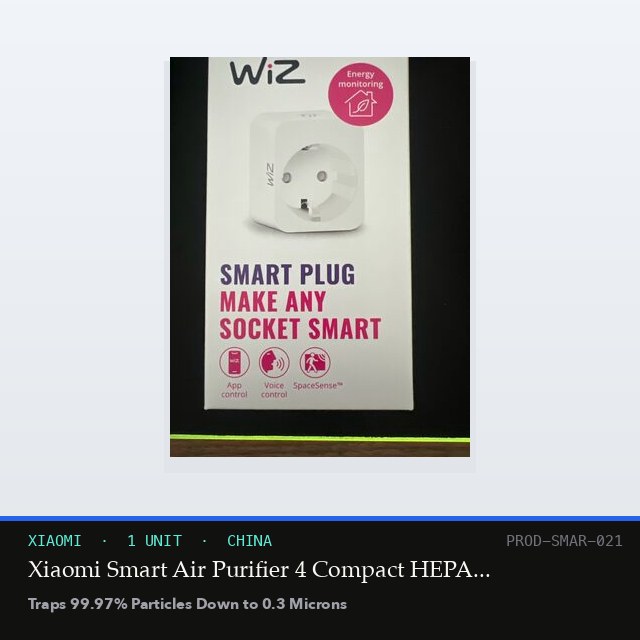 WiZ
Energy
monitoring
WiZ
SMART PLUG
MAKE ANY
SOCKET SMART
WiZ
App
control
Voice
control
SpaceSense™
XIAOMI · 1 UNIT · CHINA
PROD–SMAR–021
Xiaomi Smart Air Purifier 4 Compact HEPA...
Traps 99.97% Particles Down to 0.3 Microns